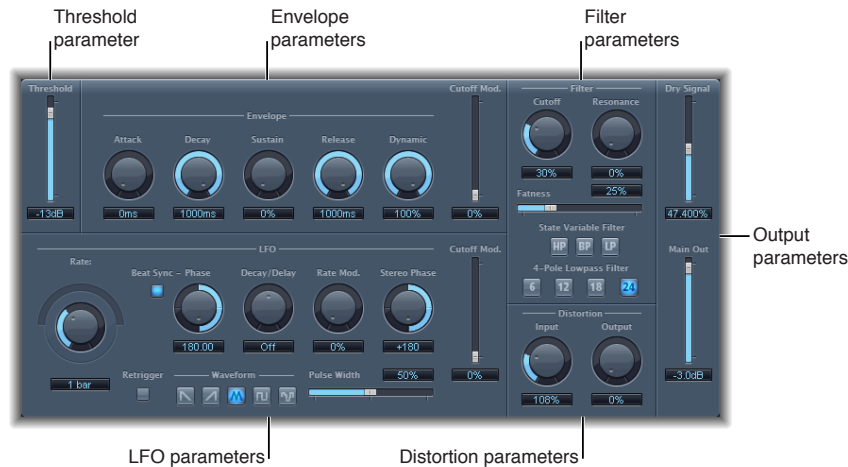 Threshold
parameter
Envelope
parameters
Filter
parameters
Threshold
-13dB
Envelope
Attack
Decay
Sustain
Release
Dynamic
0ms
1000ms
0%
1000ms
100%
Cutoff Mod.
0%
Filter
Cutoff
Resonance
30%
0%
Fatness
25%
State Variable Filter
HP
BP
LP
4-Pole Lowpass Filter
6
12
18
24
Dry Signal
47.400%
Main Out
-3.0dB
Output
parameters
LFO
Rate:
1 bar
Beat Sync – Phase
Decay/Delay
Rate Mod.
Stereo Phase
180.00
Off
0%
+180
Retrigger
Waveform
Pulse Width
50%
Cutoff Mod.
0%
Distortion
Input
Output
108%
0%
LFO parameters
Distortion parameters